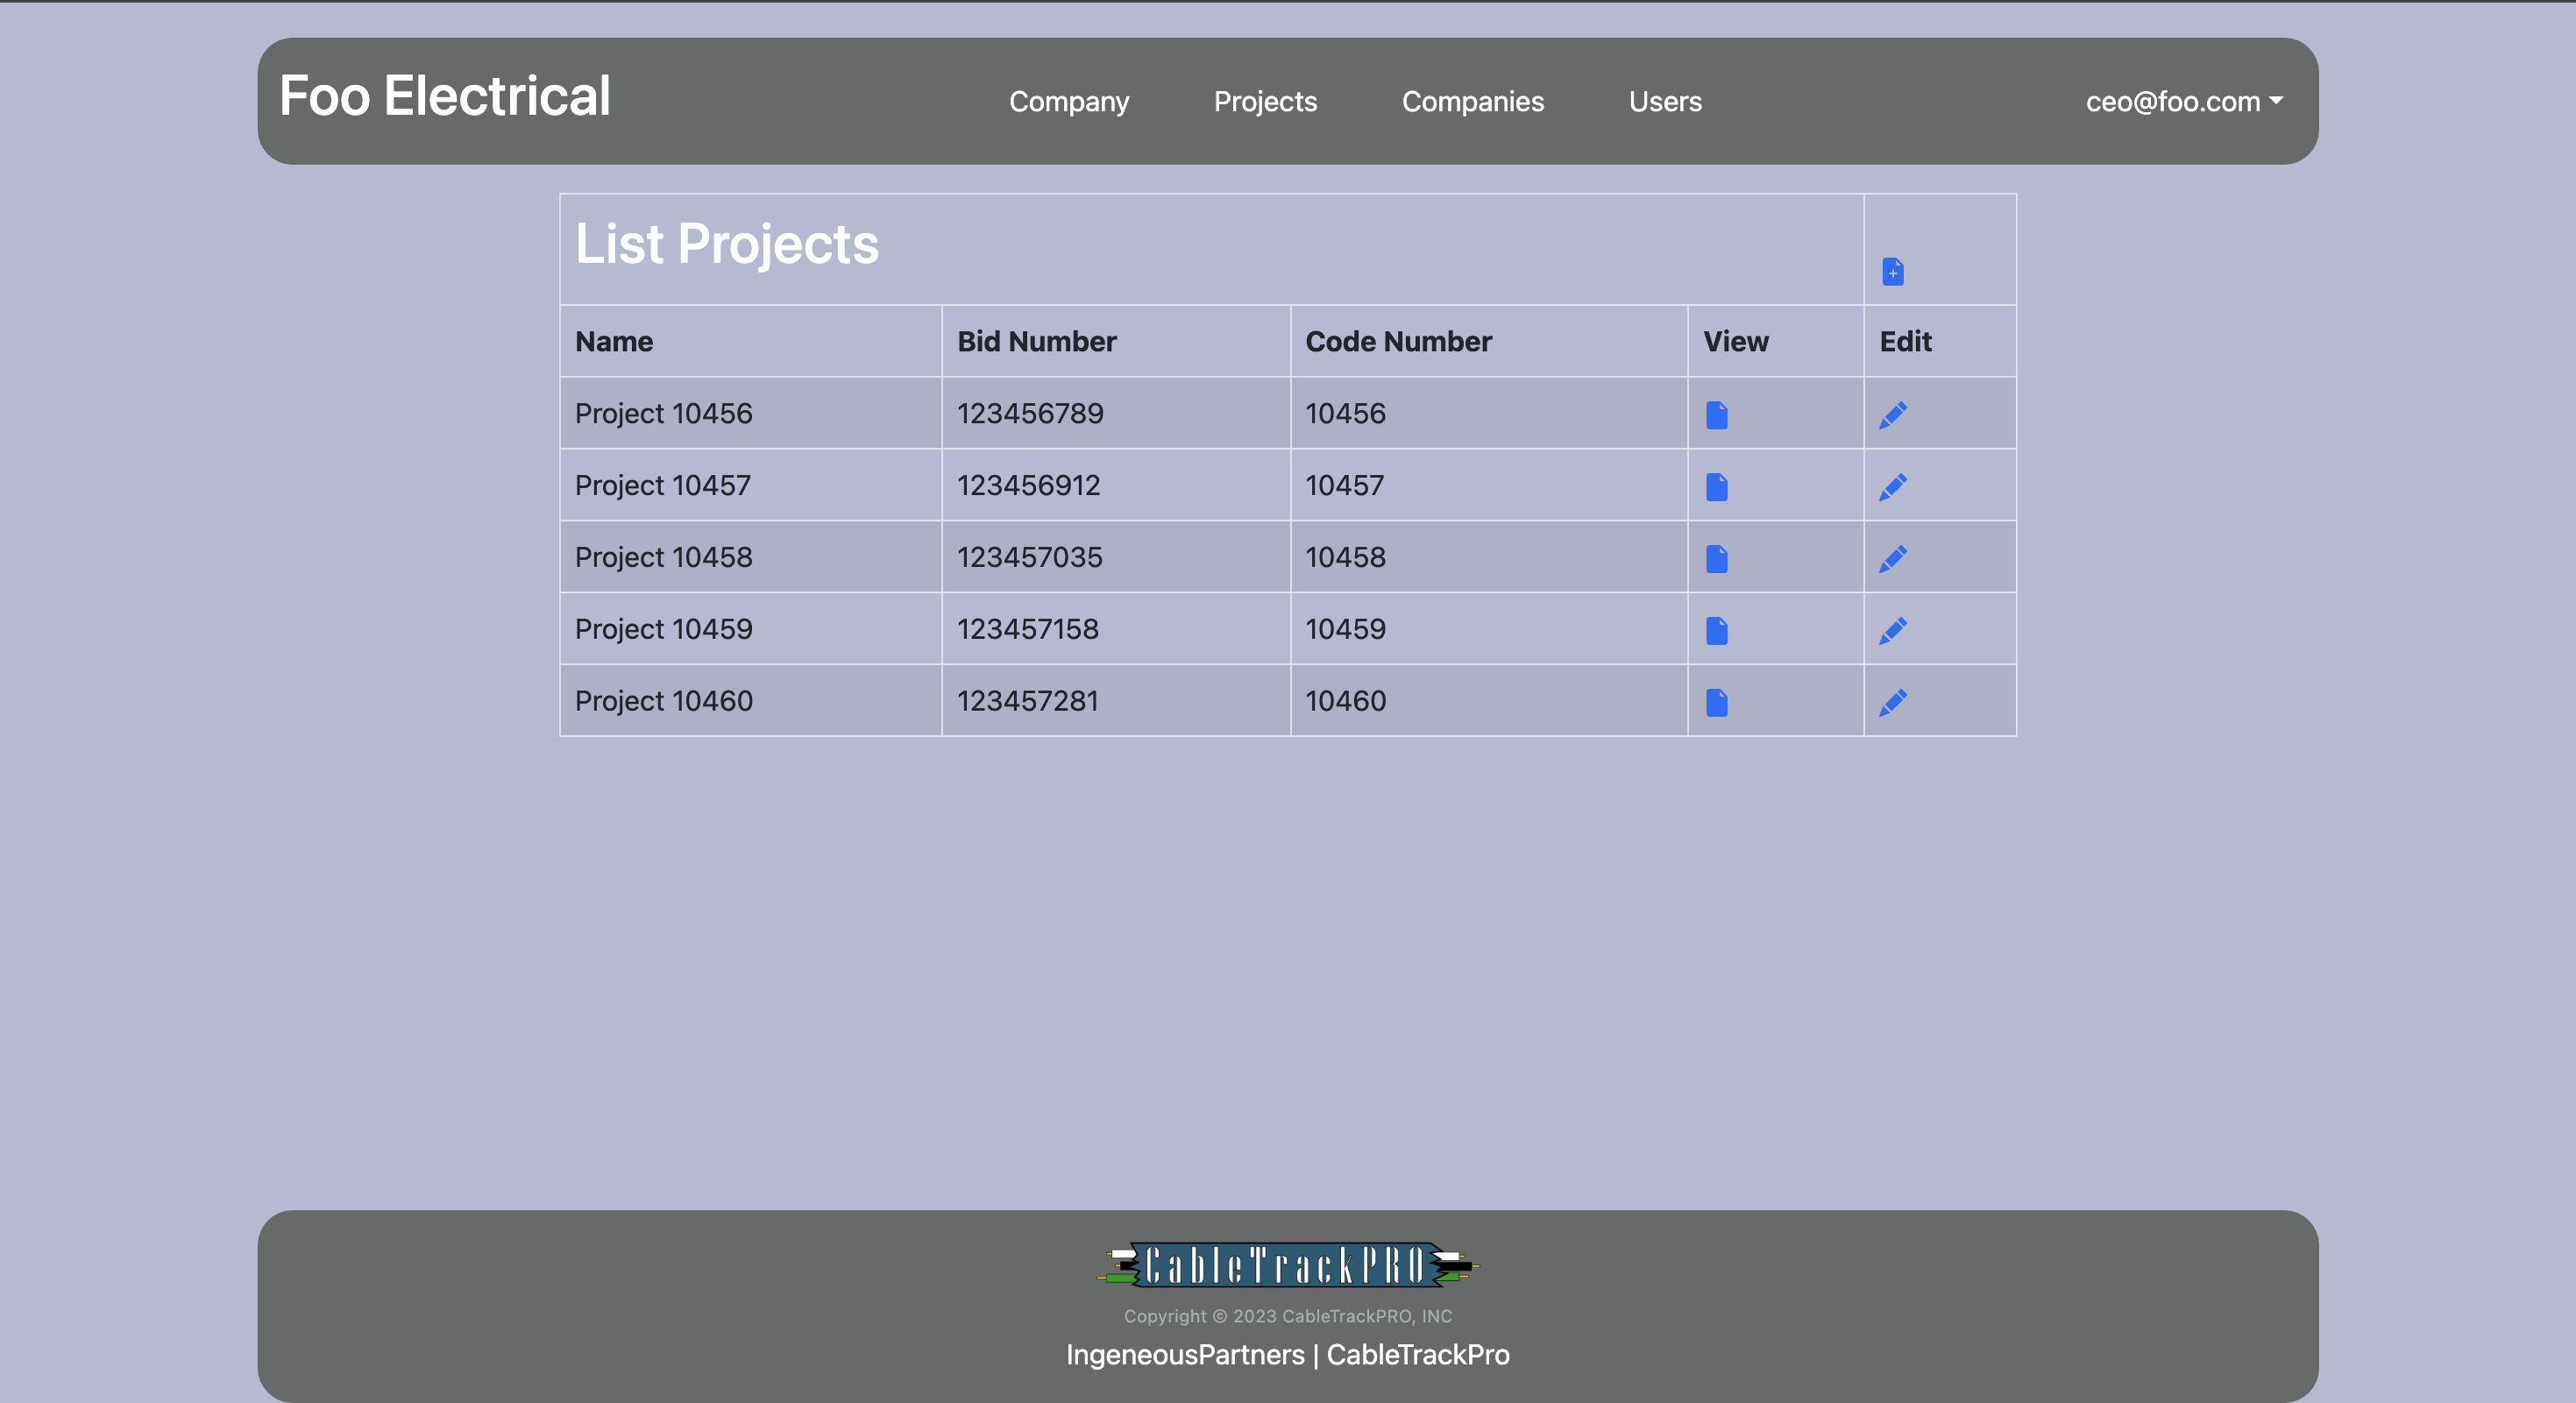 Foo Electrical Company Projects Companies Users ceo@foo.com
List Projects
Name Bid Number Code Number View Edit
Project 10456 123456789 10456
Project 10457 123456912 10457
Project 10458 123457035 10458
Project 10459 123457158 10459
Project 10460 123457281 10460
CableTrackPRO
Copyright © 2023 CableTrackPRO, INC
IngeneousPartners | CableTrackPro